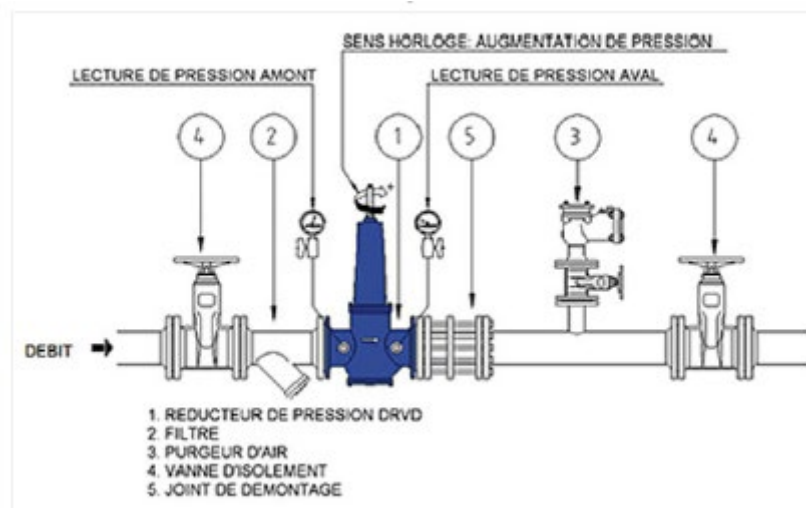 SENS HORLOGE: AUGMENTATION DE PRESSION
LECTURE DE PRESSION AMONT
LECTURE DE PRESSION AVAL
4
2
1
5
3
4
+
DEBIT
1. REDUCTEUR DE PRESSION DRVD
2. FILTRE
3. PURGEUR D'AIR
4. VANNE D'ISOLEMENT
5. JOINT DE DEMONTAGE